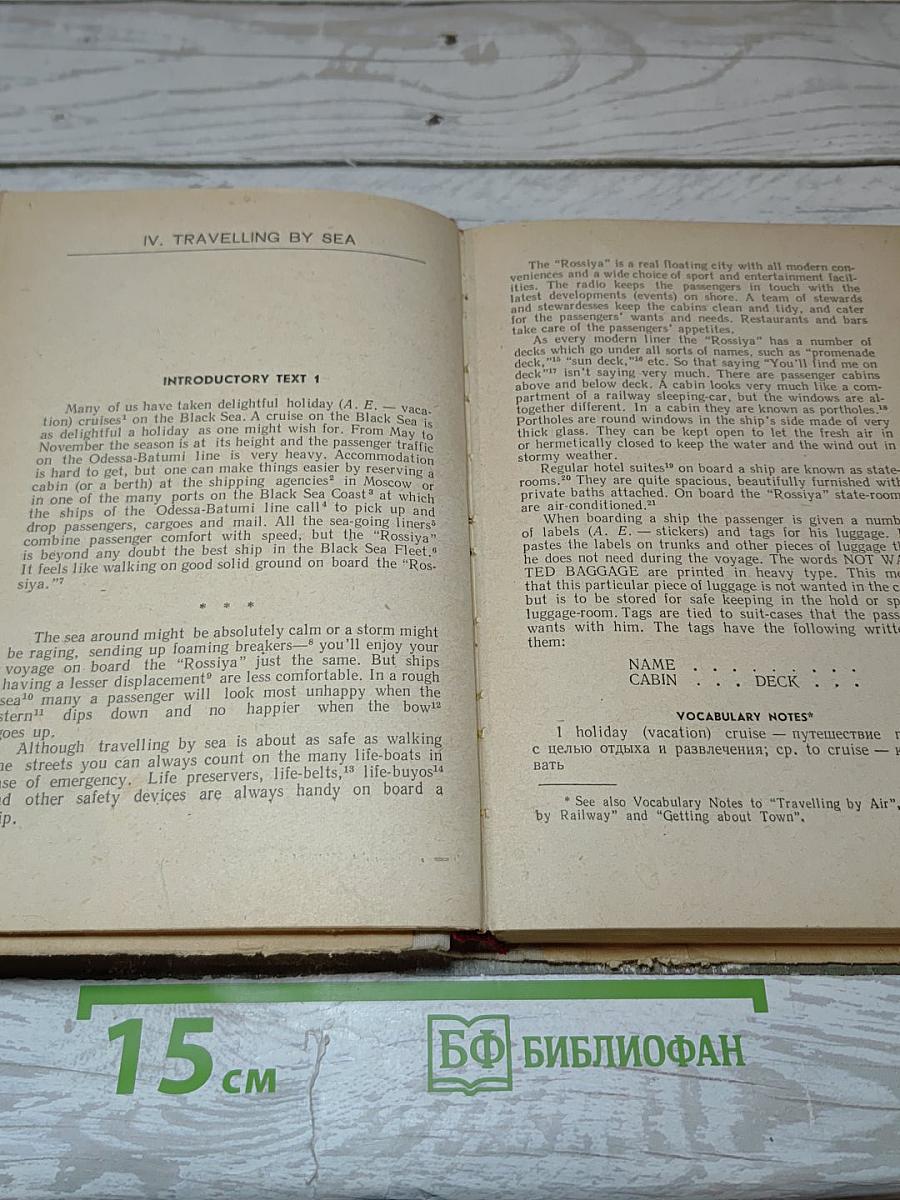 IV. TRAVELLING BY SEA
INTRODUCTORY TEXT 1
Many of us have taken delightful holiday (A. E. — vaca-
tion) cruises¹ on the Black Sea. A cruise on the Black Sea is
as delightful a holiday as one might wish for. From May to
November the season is at its height and the passenger traffic
on the Odessa-Batumi line is very heavy. Accommodation
is hard to get, but one can make things easier by reserving a
cabin (or a berth) at the shipping agencies² in Moscow or
in one of the many ports on the Black Sea Coast³ at which
the ships of the Odessa-Batumi line call⁴ to pick up and
drop passengers, cargoes and mail. All the sea-going liners⁵
combine passenger comfort with speed, but the "Rossiya"
is beyond any doubt the best ship in the Black Sea Fleet.⁶
It feels like walking on good solid ground on board the "Ros-
siya."⁷
* * *
The sea around might be absolutely calm or a storm might
be raging, sending up foaming breakers—⁸ you'll enjoy your
voyage on board the "Rossiya" just the same. But ships
having a lesser displacement⁹ are less comfortable. In a rough
sea¹⁰ many a passenger will look most unhappy when the
stern¹¹ dips down and no happier when the bow¹²
goes up.
Although travelling by sea is about as safe as walking
streets you can always count on the many life-boats in
of emergency. Life preservers, life-belts,¹³ life-buyos¹⁴
other safety devices are always handy on board a
The "Rossiya" is a real floating city with all modern con-
veniences and a wide choice of sport and entertainment facil-
ities. The radio keeps the passengers in touch with the
latest developments (events) on shore. A team of stewards
and stewardesses keep the cabins clean and tidy, and cater
for the passengers' wants and needs. Restaurants and bars
take care of the passengers' appetites.
As every modern liner the "Rossiya" has a number of
decks which go under all sorts of names, such as "promenade
deck,"¹⁵ "sun deck,"¹⁶ etc. So that saying "You'll find me on
deck"¹⁷ isn't saying very much. There are passenger cabins
above and below deck. A cabin looks very much like a com-
partment of a railway sleeping-car, but the windows are al-
together different. In a cabin they are known as portholes.¹⁸
Portholes are round windows in the ship's side made of very
thick glass. They can be kept open to let the fresh air in
or hermetically closed to keep the water and the wind out in
stormy weather.
Regular hotel suites¹⁹ on board a ship are known as state-
rooms.²⁰ They are quite spacious, beautifully furnished with
private baths attached. On board the "Rossiya" state-room
are air-conditioned.²¹
When boarding a ship the passenger is given a numb
of labels (A. E. — stickers) and tags for his luggage.
pastes the labels on trunks and other pieces of luggage th
he does not need during the voyage. The words NOT WA
TED BAGGAGE are printed in heavy type. This me
that this particular piece of luggage is not wanted in the c
but is to be stored for safe keeping in the hold or sp
luggage-room. Tags are tied to suit-cases that the pass
wants with him. The tags have the following writt
them:
NAME . . . . . . . . .
CABIN . . . DECK . . .
VOCABULARY NOTES*
1 holiday (vacation) cruise — путешествие
с целью отдыха и развлечения; ср. to cruise —
вать
* See also Vocabulary Notes to "Travelling by Air",
by Railway" and "Getting about Town".
15 см
БФ БИБЛИОФАН